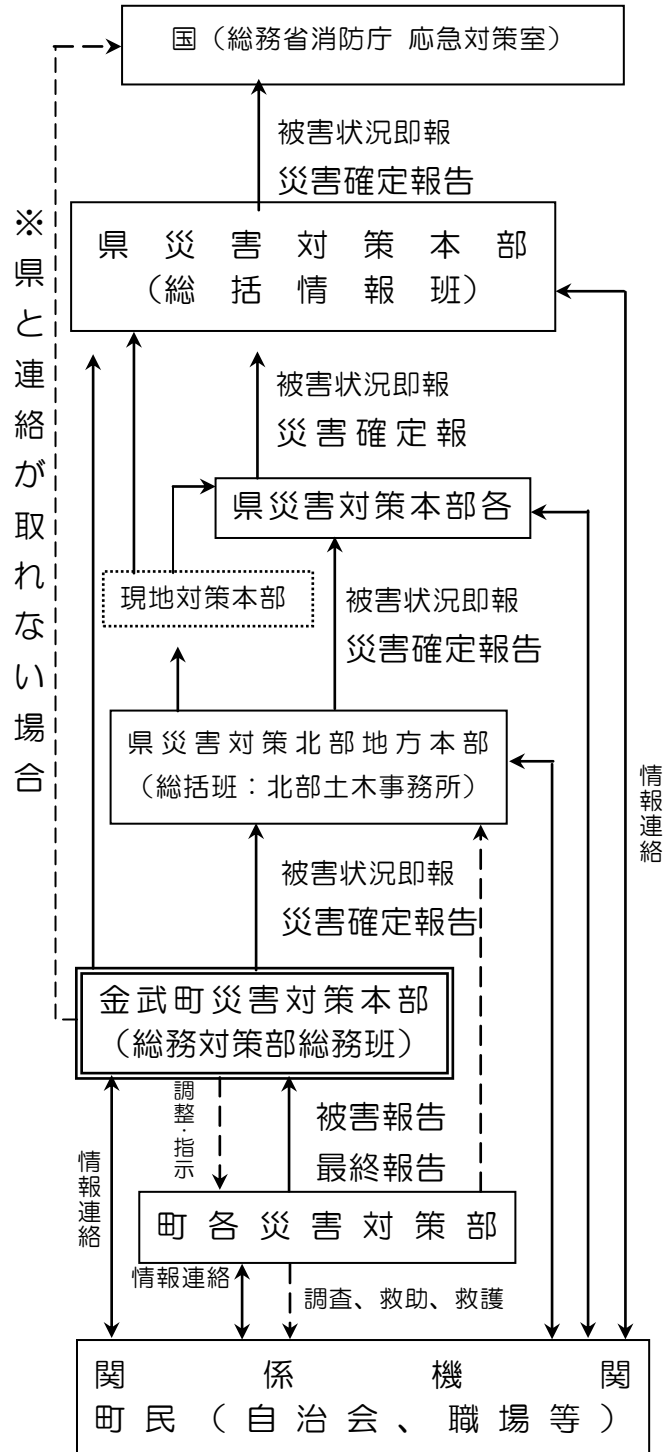 国（総務省消防庁 応急対策室）
被害状況即報
災害確定報告
※県と連絡が取れない場合
県災害対策本部
（総括情報班）
被害状況即報
災害確定報
県災害対策本部各
現地対策本部
被害状況即報
災害確定報告
県災害対策北部地方本部
（総括班：北部土木事務所）
情報連絡
被害状況即報
災害確定報告
金武町災害対策本部
（総務対策部総務班）
調整・指示
被害報告
最終報告
情報連絡
町各災害対策部
情報連絡
調査、救助、救護
関係機関
町民（自治会、職場等）